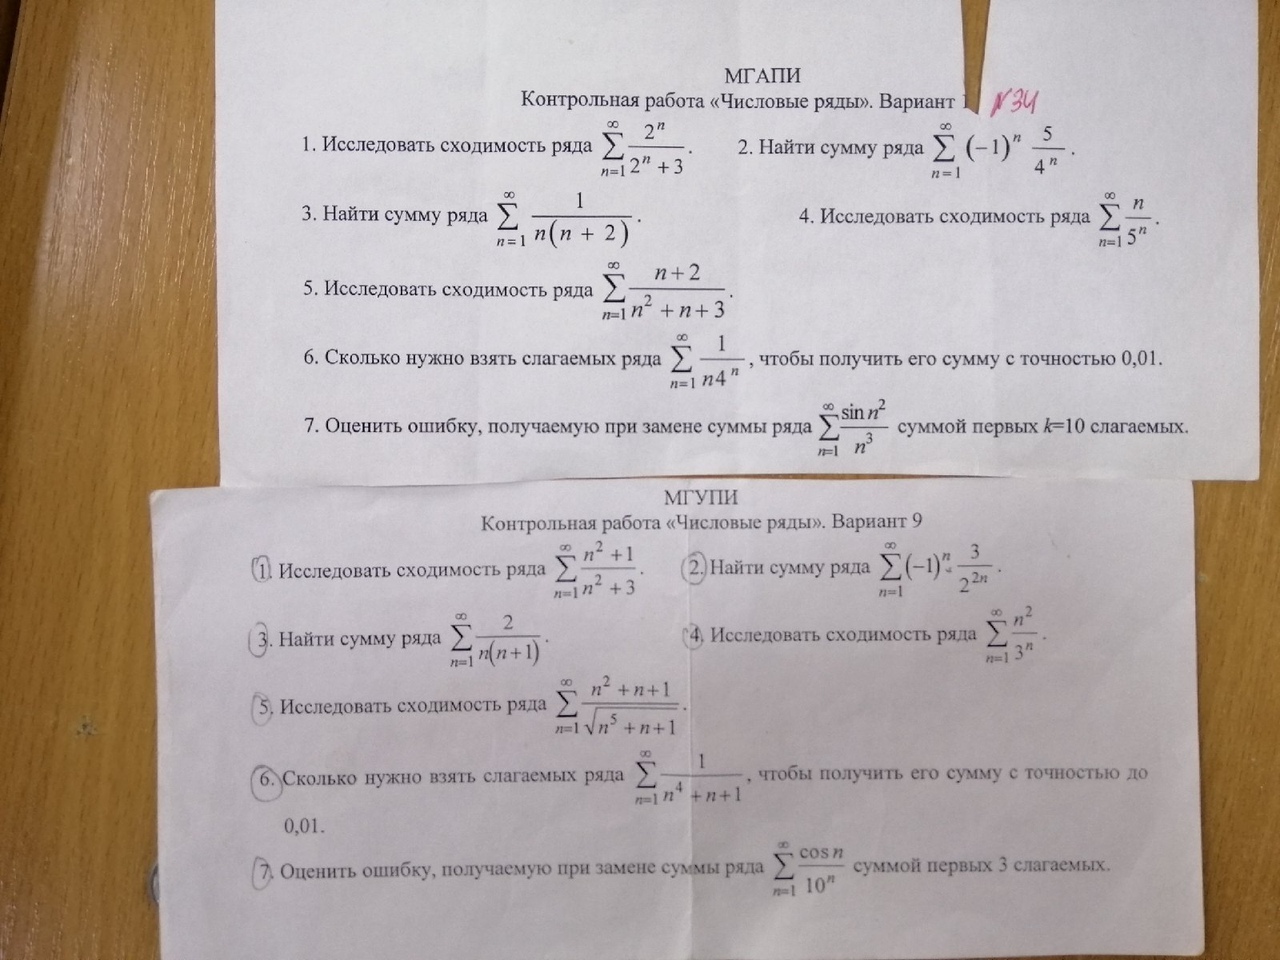 МГАПИ
Контрольная работа «Числовые ряды». Вариант 1 №34
1. Исследовать сходимость ряда $\sum_{n=1}^{\infty} \frac{2^n}{2^n+3}$. 2. Найти сумму ряда $\sum_{n=1}^{\infty} (-1)^n \frac{5}{4^n}$.
3. Найти сумму ряда $\sum_{n=1}^{\infty} \frac{1}{n(n+2)}$. 4. Исследовать сходимость ряда $\sum_{n=1}^{\infty} \frac{n}{5^n}$.
5. Исследовать сходимость ряда $\sum_{n=1}^{\infty} \frac{n+2}{n^2+n+3}$.
6. Сколько нужно взять слагаемых ряда $\sum_{n=1}^{\infty} \frac{1}{n4^n}$, чтобы получить его сумму с точностью 0,01.
7. Оценить ошибку, получаемую при замене суммы ряда $\sum_{n=1}^{\infty} \frac{\sin n^2}{n^3}$ суммой первых k=10 слагаемых.
МГУПИ
Контрольная работа «Числовые ряды». Вариант 9
1. Исследовать сходимость ряда $\sum_{n=1}^{\infty} \frac{n^2+1}{n^2+3}$. 2. Найти сумму ряда $\sum_{n=1}^{\infty} (-1)^n \cdot \frac{3}{2^{2n}}$.
3. Найти сумму ряда $\sum_{n=1}^{\infty} \frac{2}{n(n+1)}$. 4. Исследовать сходимость ряда $\sum_{n=1}^{\infty} \frac{n^2}{3^n}$.
5. Исследовать сходимость ряда $\sum_{n=1}^{\infty} \frac{n^2+n+1}{\sqrt{n^5+n+1}}$.
6. Сколько нужно взять слагаемых ряда $\sum_{n=1}^{\infty} \frac{1}{n^4+n+1}$, чтобы получить его сумму с точностью до
0,01.
7. Оценить ошибку, получаемую при замене суммы ряда $\sum_{n=1}^{\infty} \frac{\cos n}{10^n}$ суммой первых 3 слагаемых.